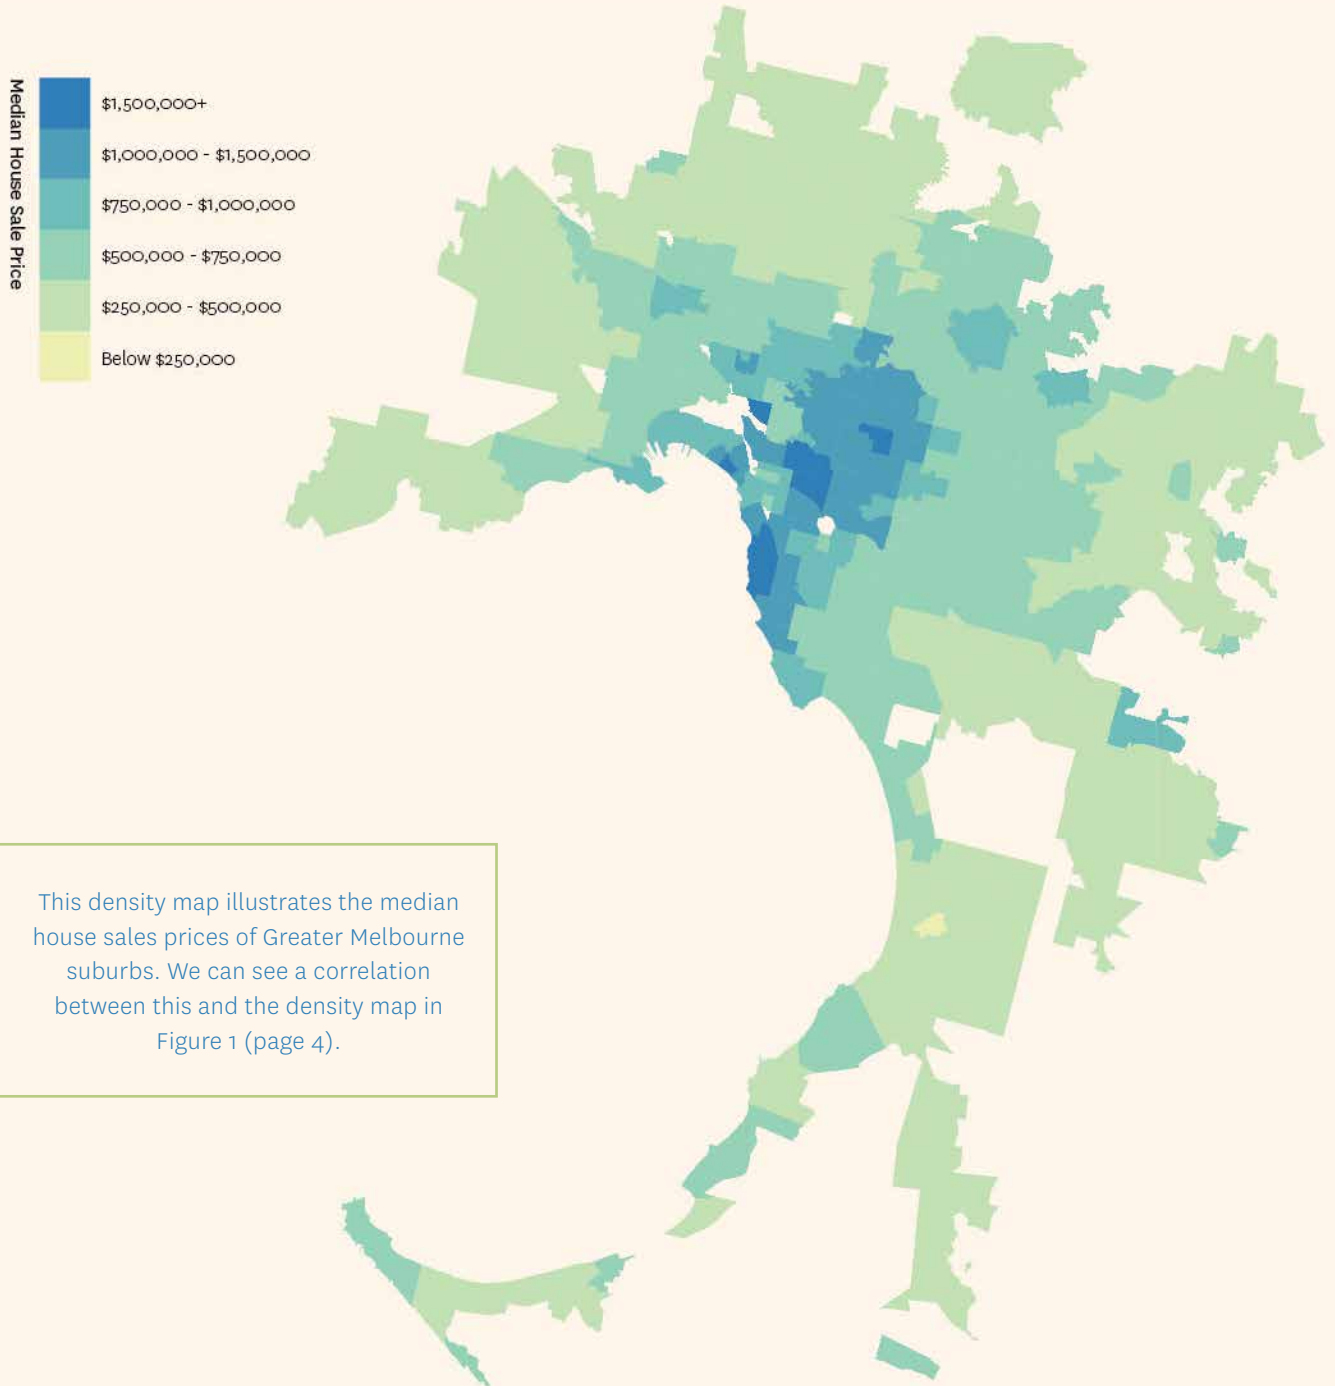 Median House Sale Price
$1,500,000+
$1,000,000 - $1,500,000
$750,000 - $1,000,000
$500,000 - $750,000
$250,000 - $500,000
Below $250,000
This density map illustrates the median
house sales prices of Greater Melbourne
suburbs. We can see a correlation
between this and the density map in
Figure 1 (page 4).